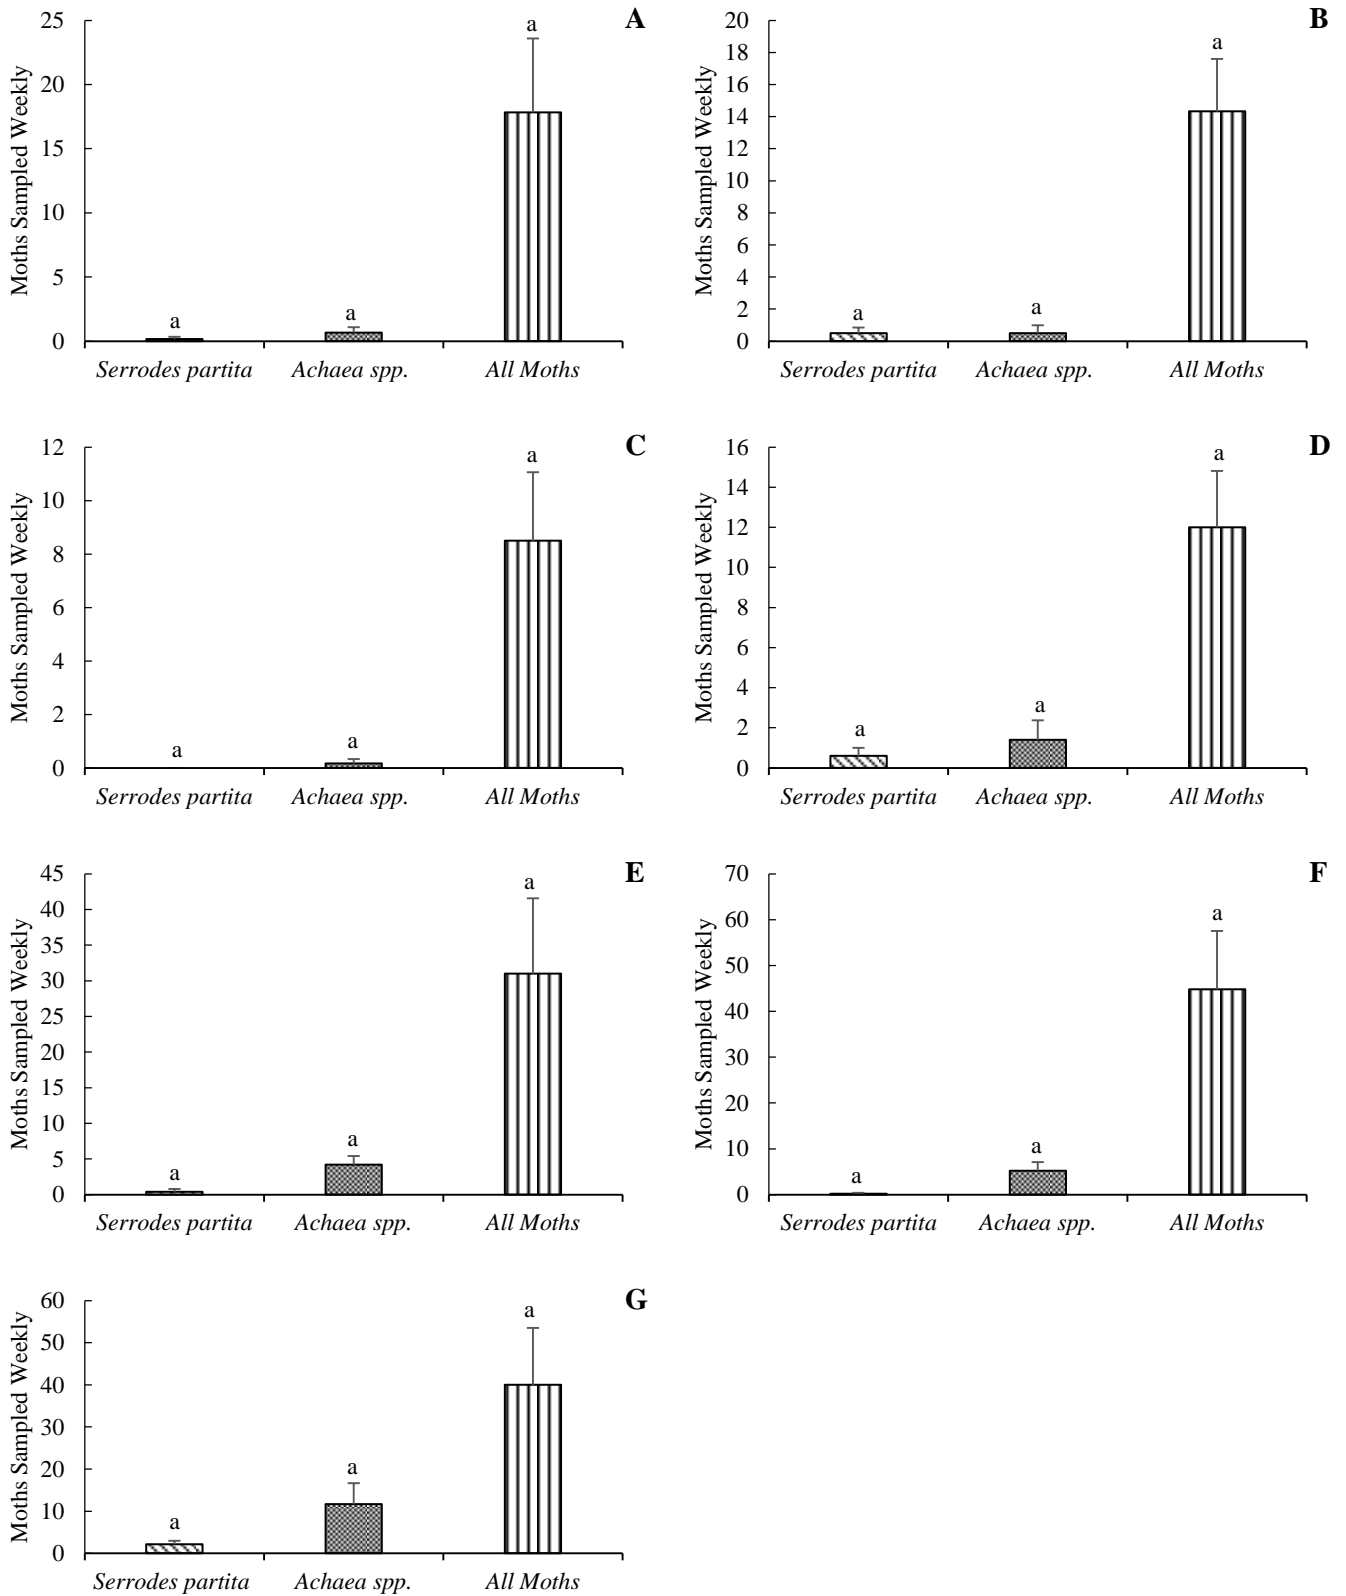 A
Moths Sampled Weekly
25
20
15
10
5
0
a
a
a
Serrodes partita
Achaea spp.
All Moths
B
Moths Sampled Weekly
20
18
16
14
12
10
8
6
4
2
0
a
a
a
Serrodes partita
Achaea spp.
All Moths
C
Moths Sampled Weekly
12
10
8
6
4
2
0
a
a
a
Serrodes partita
Achaea spp.
All Moths
D
Moths Sampled Weekly
16
14
12
10
8
6
4
2
0
a
a
a
Serrodes partita
Achaea spp.
All Moths
E
Moths Sampled Weekly
45
40
35
30
25
20
15
10
5
0
a
a
a
Serrodes partita
Achaea spp.
All Moths
F
Moths Sampled Weekly
70
60
50
40
30
20
10
0
a
a
a
Serrodes partita
Achaea spp.
All Moths
G
Moths Sampled Weekly
60
50
40
30
20
10
0
a
a
a
Serrodes partita
Achaea spp.
All Moths